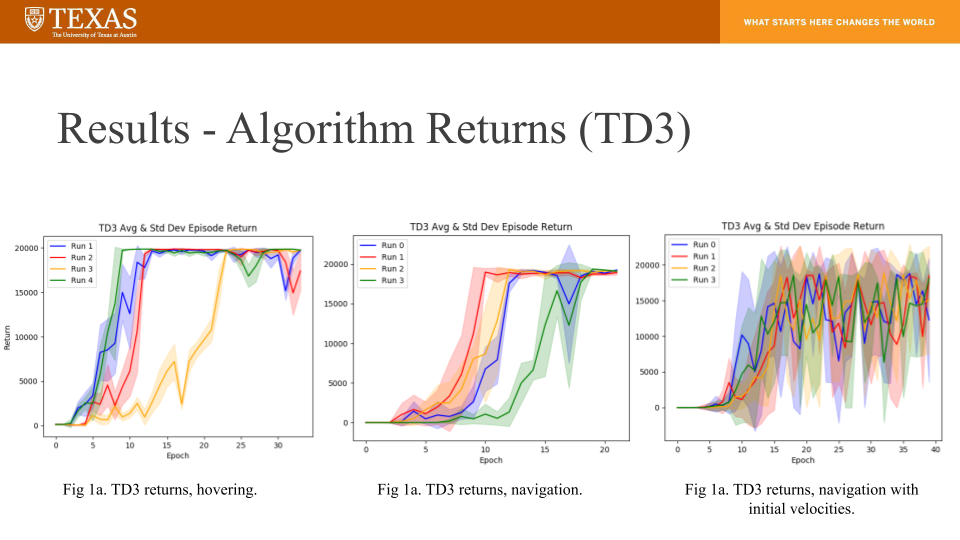 TEXAS
The University of Texas at Austin
WHAT STARTS HERE CHANGES THE WORLD
Results - Algorithm Returns (TD3)
TD3 Avg & Std Dev Episode Return
Run 1
Run 2
Run 3
Run 4
20000
15000
10000
5000
0
Return
0 5 10 15 20 25 30
Epoch
Fig 1a. TD3 returns, hovering.
TD3 Avg & Std Dev Episode Return
Run 0
Run 1
Run 2
Run 3
20000
15000
10000
5000
0
0 5 10 15 20
Epoch
Fig 1a. TD3 returns, navigation.
TD3 Avg & Std Dev Episode Return
Run 0
Run 1
Run 2
Run 3
20000
15000
10000
5000
0
0 5 10 15 20 25 30 35 40
Epoch
Fig 1a. TD3 returns, navigation with
initial velocities.